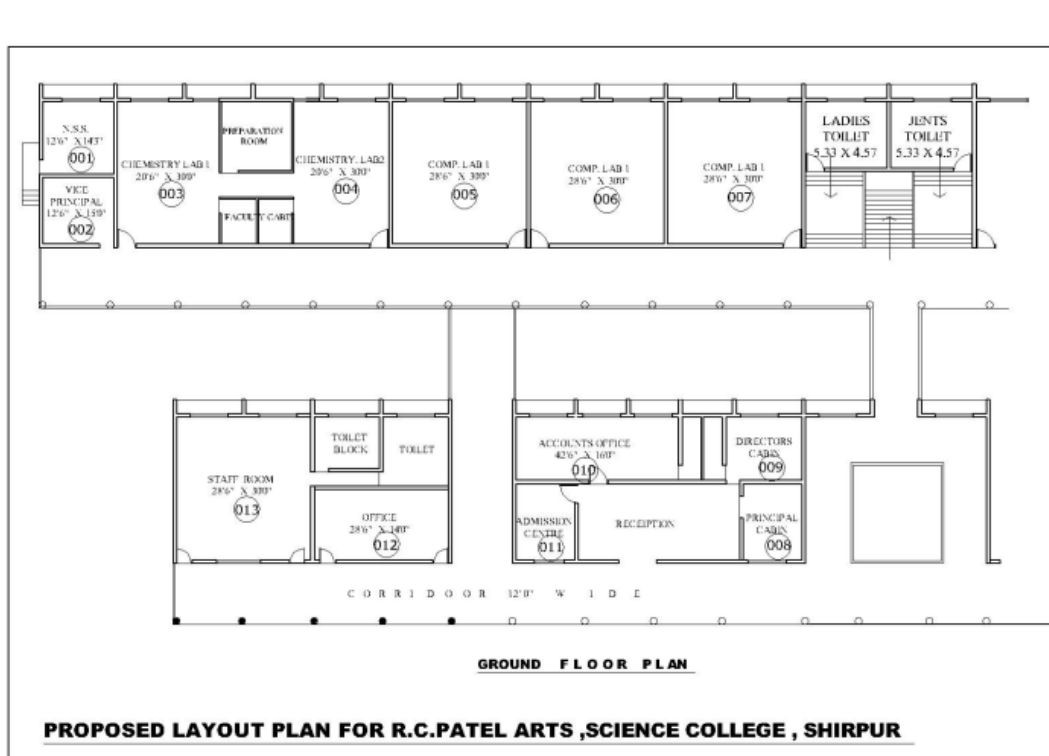 N.S.S.
12'6" X 14'3"
001
VICE
PRINCIPAL
12'6" X 15'0"
002
CHEMISTRY LAB 1
20'6" X 30'0"
003
PREPARATION
ROOM
FACULTY CABIN
CHEMISTRY. LAB2
20'6" X 30'0"
004
COMP. LAB 1
28'6" X 30'0"
005
COMP. LAB 1
28'6" X 30'0"
006
COMP. LAB 1
28'6" X 30'0"
007
LADIES
TOILET
5.33 X 4.57
JENTS
TOILET
5.33 X 4.57
STAFF ROOM
28'6" X 30'0"
013
TOILET
BLOCK
TOILET
OFFICE
28'6" X 14'0"
012
ACCOUNTS OFFICE
42'6" X 16'0"
010
DIRECTORS
CABIN
009
ADMISSION
CENTRE
011
RECEIPTION
PRINCIPAL
CABIN
008
CORRIDOOR 12'0" WIDE
GROUND FLOOR PLAN
PROPOSED LAYOUT PLAN FOR R.C.PATEL ARTS ,SCIENCE COLLEGE , SHIRPUR